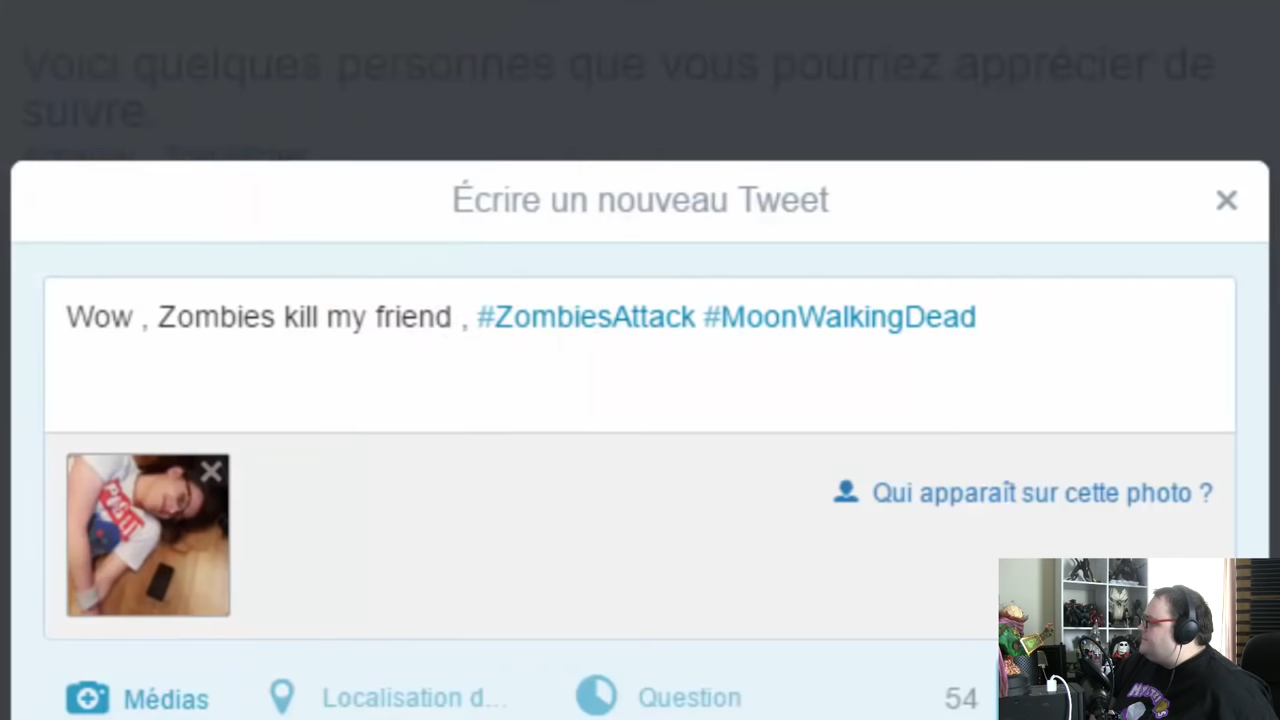 Voici quelques personnes que vous pourriez apprécier de
suivre.
Écrire un nouveau Tweet
Wow , Zombies kill my friend , #ZombiesAttack #MoonWalkingDead
Qui apparaît sur cette photo ?
Médias
Localisation d...
Question
54